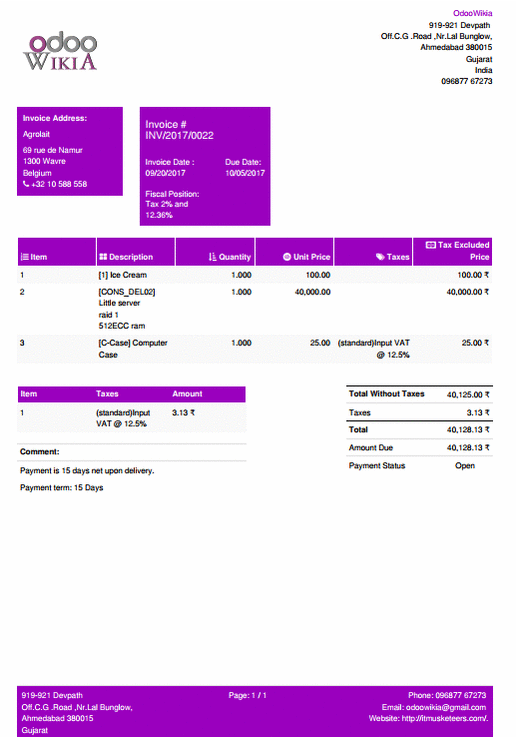 odoo
WIKIA
OdooWikia
919-921 Devpath
Off.C.G .Road ,Nr.Lal Bunglow,
Ahmedabad 380015
Gujarat
India
096877 67273
Invoice Address:
Agrolait
69 rue de Namur
1300 Wavre
Belgium
+32 10 588 558
Invoice #
INV/2017/0022
Invoice Date : Due Date:
09/20/2017 10/05/2017
Fiscal Position:
Tax 2% and
12.36%
Item Description Quantity Unit Price Taxes Tax Excluded Price
1 [1] Ice Cream 1.000 100.00 100.00 ₹
2 [CONS_DEL02] 1.000 40,000.00 40,000.00 ₹
Little server
raid 1
512ECC ram
3 [C-Case] Computer 1.000 25.00 (standard)Input VAT 25.00 ₹
Case @ 12.5%
Item Taxes Amount
1 (standard)Input 3.13 ₹
VAT @ 12.5%
Comment:
Payment is 15 days net upon delivery.
Payment term: 15 Days
Total Without Taxes 40,125.00 ₹
Taxes 3.13 ₹
Total 40,128.13 ₹
Amount Due 40,128.13 ₹
Payment Status Open
919-921 Devpath
Off.C.G .Road ,Nr.Lal Bunglow,
Ahmedabad 380015
Gujarat
Page: 1 / 1
Phone: 096877 67273
Email: odoowikia@gmail.com
Website: http://itmusketeers.com/.